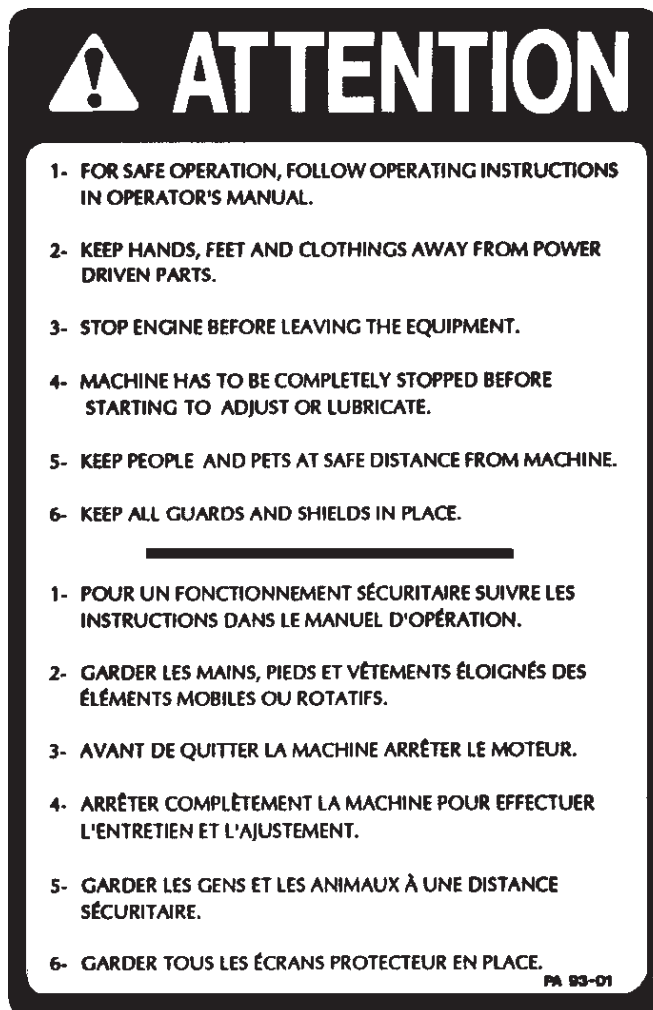 ATTENTION
1- FOR SAFE OPERATION, FOLLOW OPERATING INSTRUCTIONS
IN OPERATOR'S MANUAL.
2- KEEP HANDS, FEET AND CLOTHINGS AWAY FROM POWER
DRIVEN PARTS.
3- STOP ENGINE BEFORE LEAVING THE EQUIPMENT.
4- MACHINE HAS TO BE COMPLETELY STOPPED BEFORE
STARTING TO ADJUST OR LUBRICATE.
5- KEEP PEOPLE AND PETS AT SAFE DISTANCE FROM MACHINE.
6- KEEP ALL GUARDS AND SHIELDS IN PLACE.
1- POUR UN FONCTIONNEMENT SÉCURITAIRE SUIVRE LES
INSTRUCTIONS DANS LE MANUEL D'OPÉRATION.
2- GARDER LES MAINS, PIEDS ET VÊTEMENTS ÉLOIGNÉS DES
ÉLÉMENTS MOBILES OU ROTATIFS.
3- AVANT DE QUITTER LA MACHINE ARRÊTER LE MOTEUR.
4- ARRÊTER COMPLÈTEMENT LA MACHINE POUR EFFECTUER
L'ENTRETIEN ET L'AJUSTEMENT.
5- GARDER LES GENS ET LES ANIMAUX À UNE DISTANCE
SÉCURITAIRE.
6- GARDER TOUS LES ÉCRANS PROTECTEUR EN PLACE.
PA 93-01